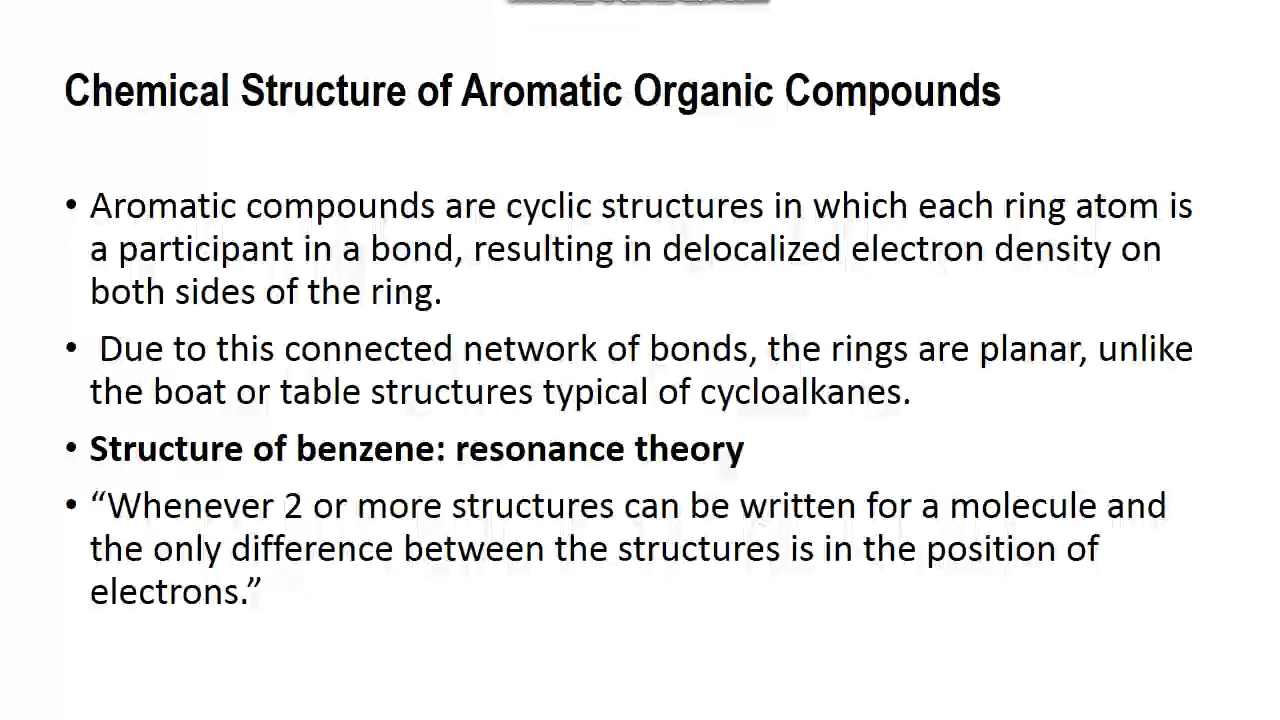 Chemical Structure of Aromatic Organic Compounds
• Aromatic compounds are cyclic structures in which each ring atom is
a participant in a bond, resulting in delocalized electron density on
both sides of the ring.
• Due to this connected network of bonds, the rings are planar, unlike
the boat or table structures typical of cycloalkanes.
• Structure of benzene: resonance theory
• “Whenever 2 or more structures can be written for a molecule and
the only difference between the structures is in the position of
electrons.”